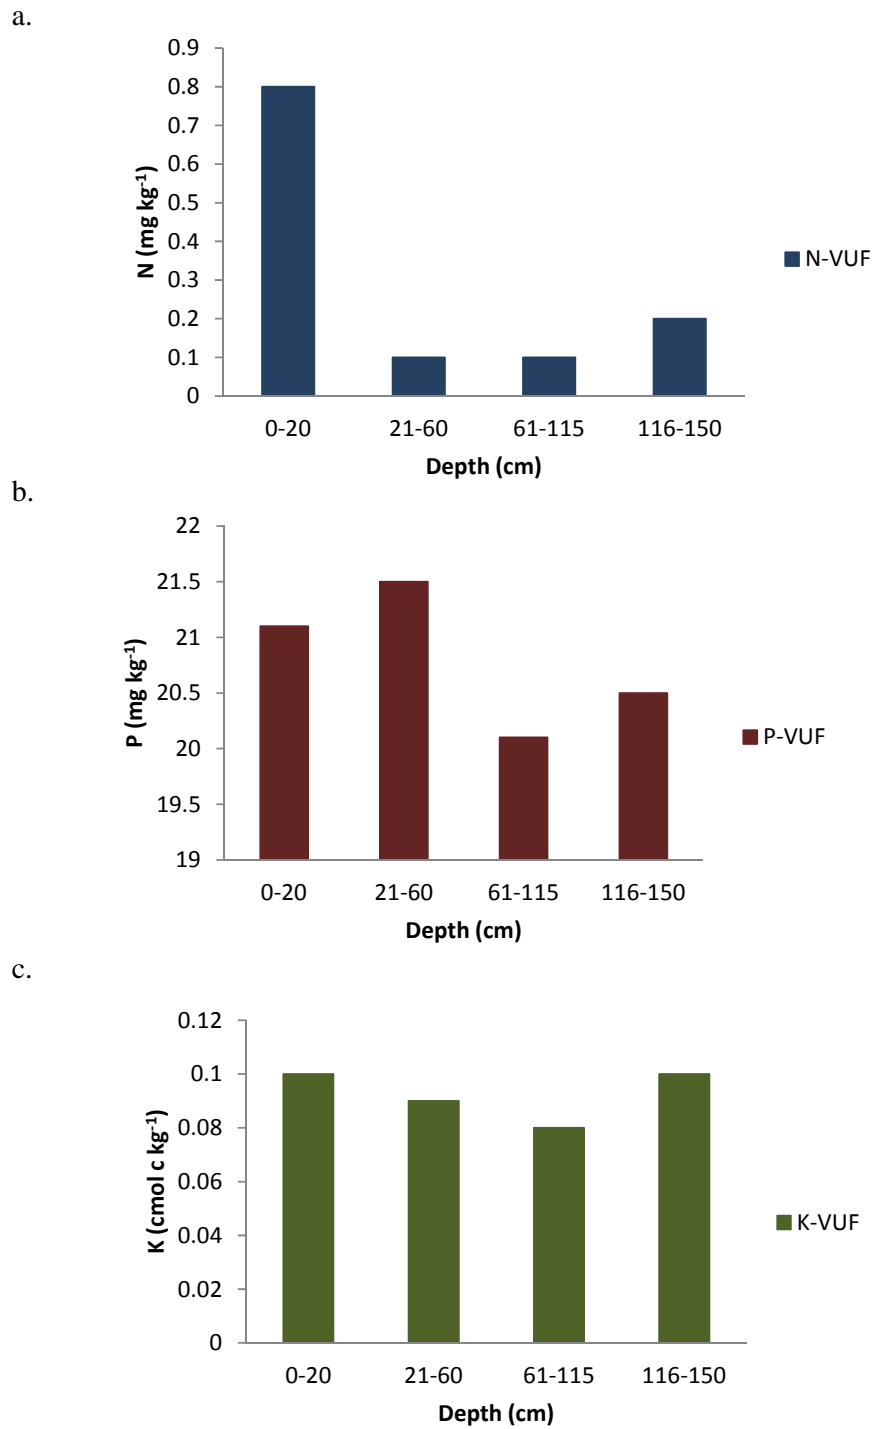 a.
0.9
0.8
0.7
0.6
0.5
0.4
0.3
0.2
0.1
0
N (mg kg-1)
N-VUF
0-20 21-60 61-115 116-150
Depth (cm)
b.
22
21.5
21
20.5
20
19.5
19
P (mg kg-1)
P-VUF
0-20 21-60 61-115 116-150
Depth (cm)
c.
0.12
0.1
0.08
0.06
0.04
0.02
0
K (cmol c kg-1)
K-VUF
0-20 21-60 61-115 116-150
Depth (cm)